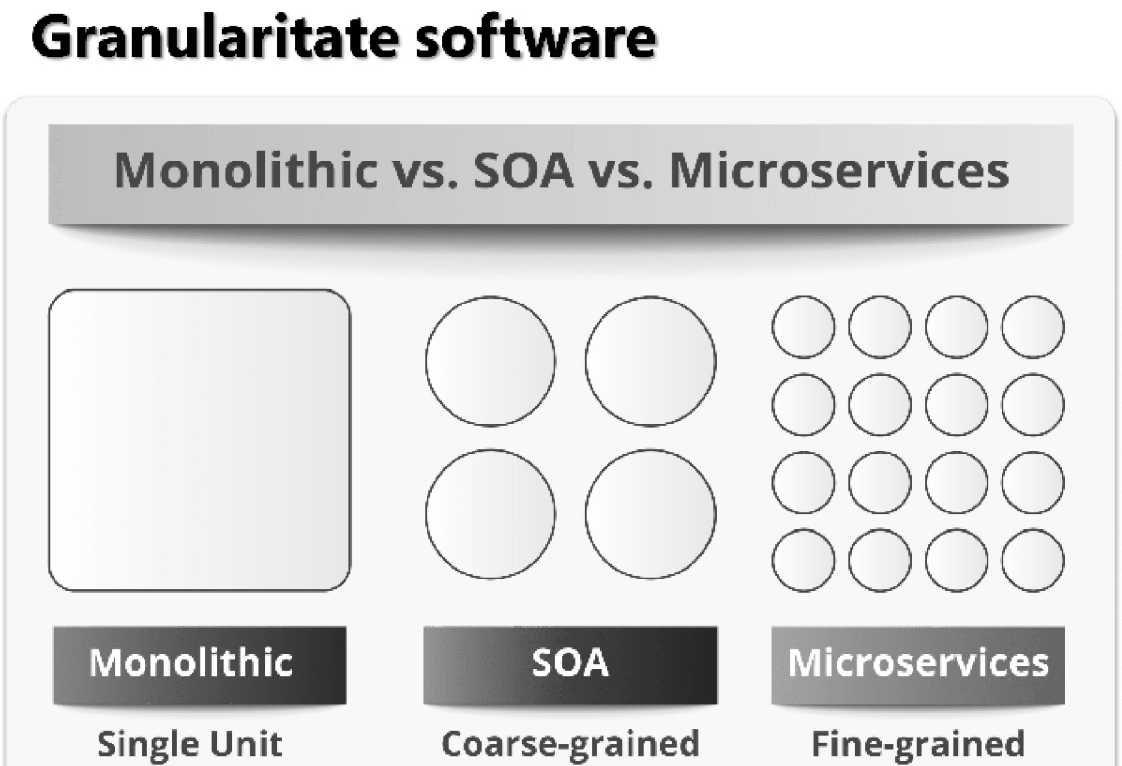 Granularitate software
Monolithic vs. SOA vs. Microservices
Monolithic
SOA
Microservices
Single Unit
Coarse-grained
Fine-grained